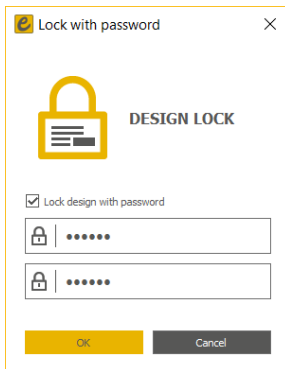 Lock with password
DESIGN LOCK
Lock design with password
••••••
••••••
OK
Cancel